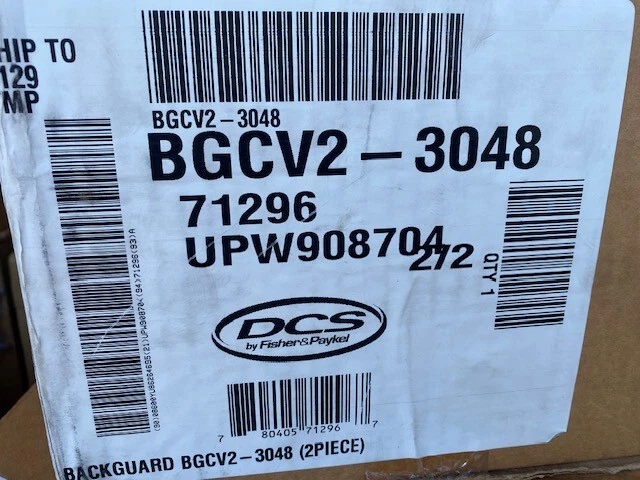 HIP TO
129
MP
BGCV2-3048
BGCV2-3048
71296
UPW908704
272
QTY 1
DCS
by Fisher&Paykel
7 80405 71296 7
BACKGUARD BGCV2-3048 (2PIECE)